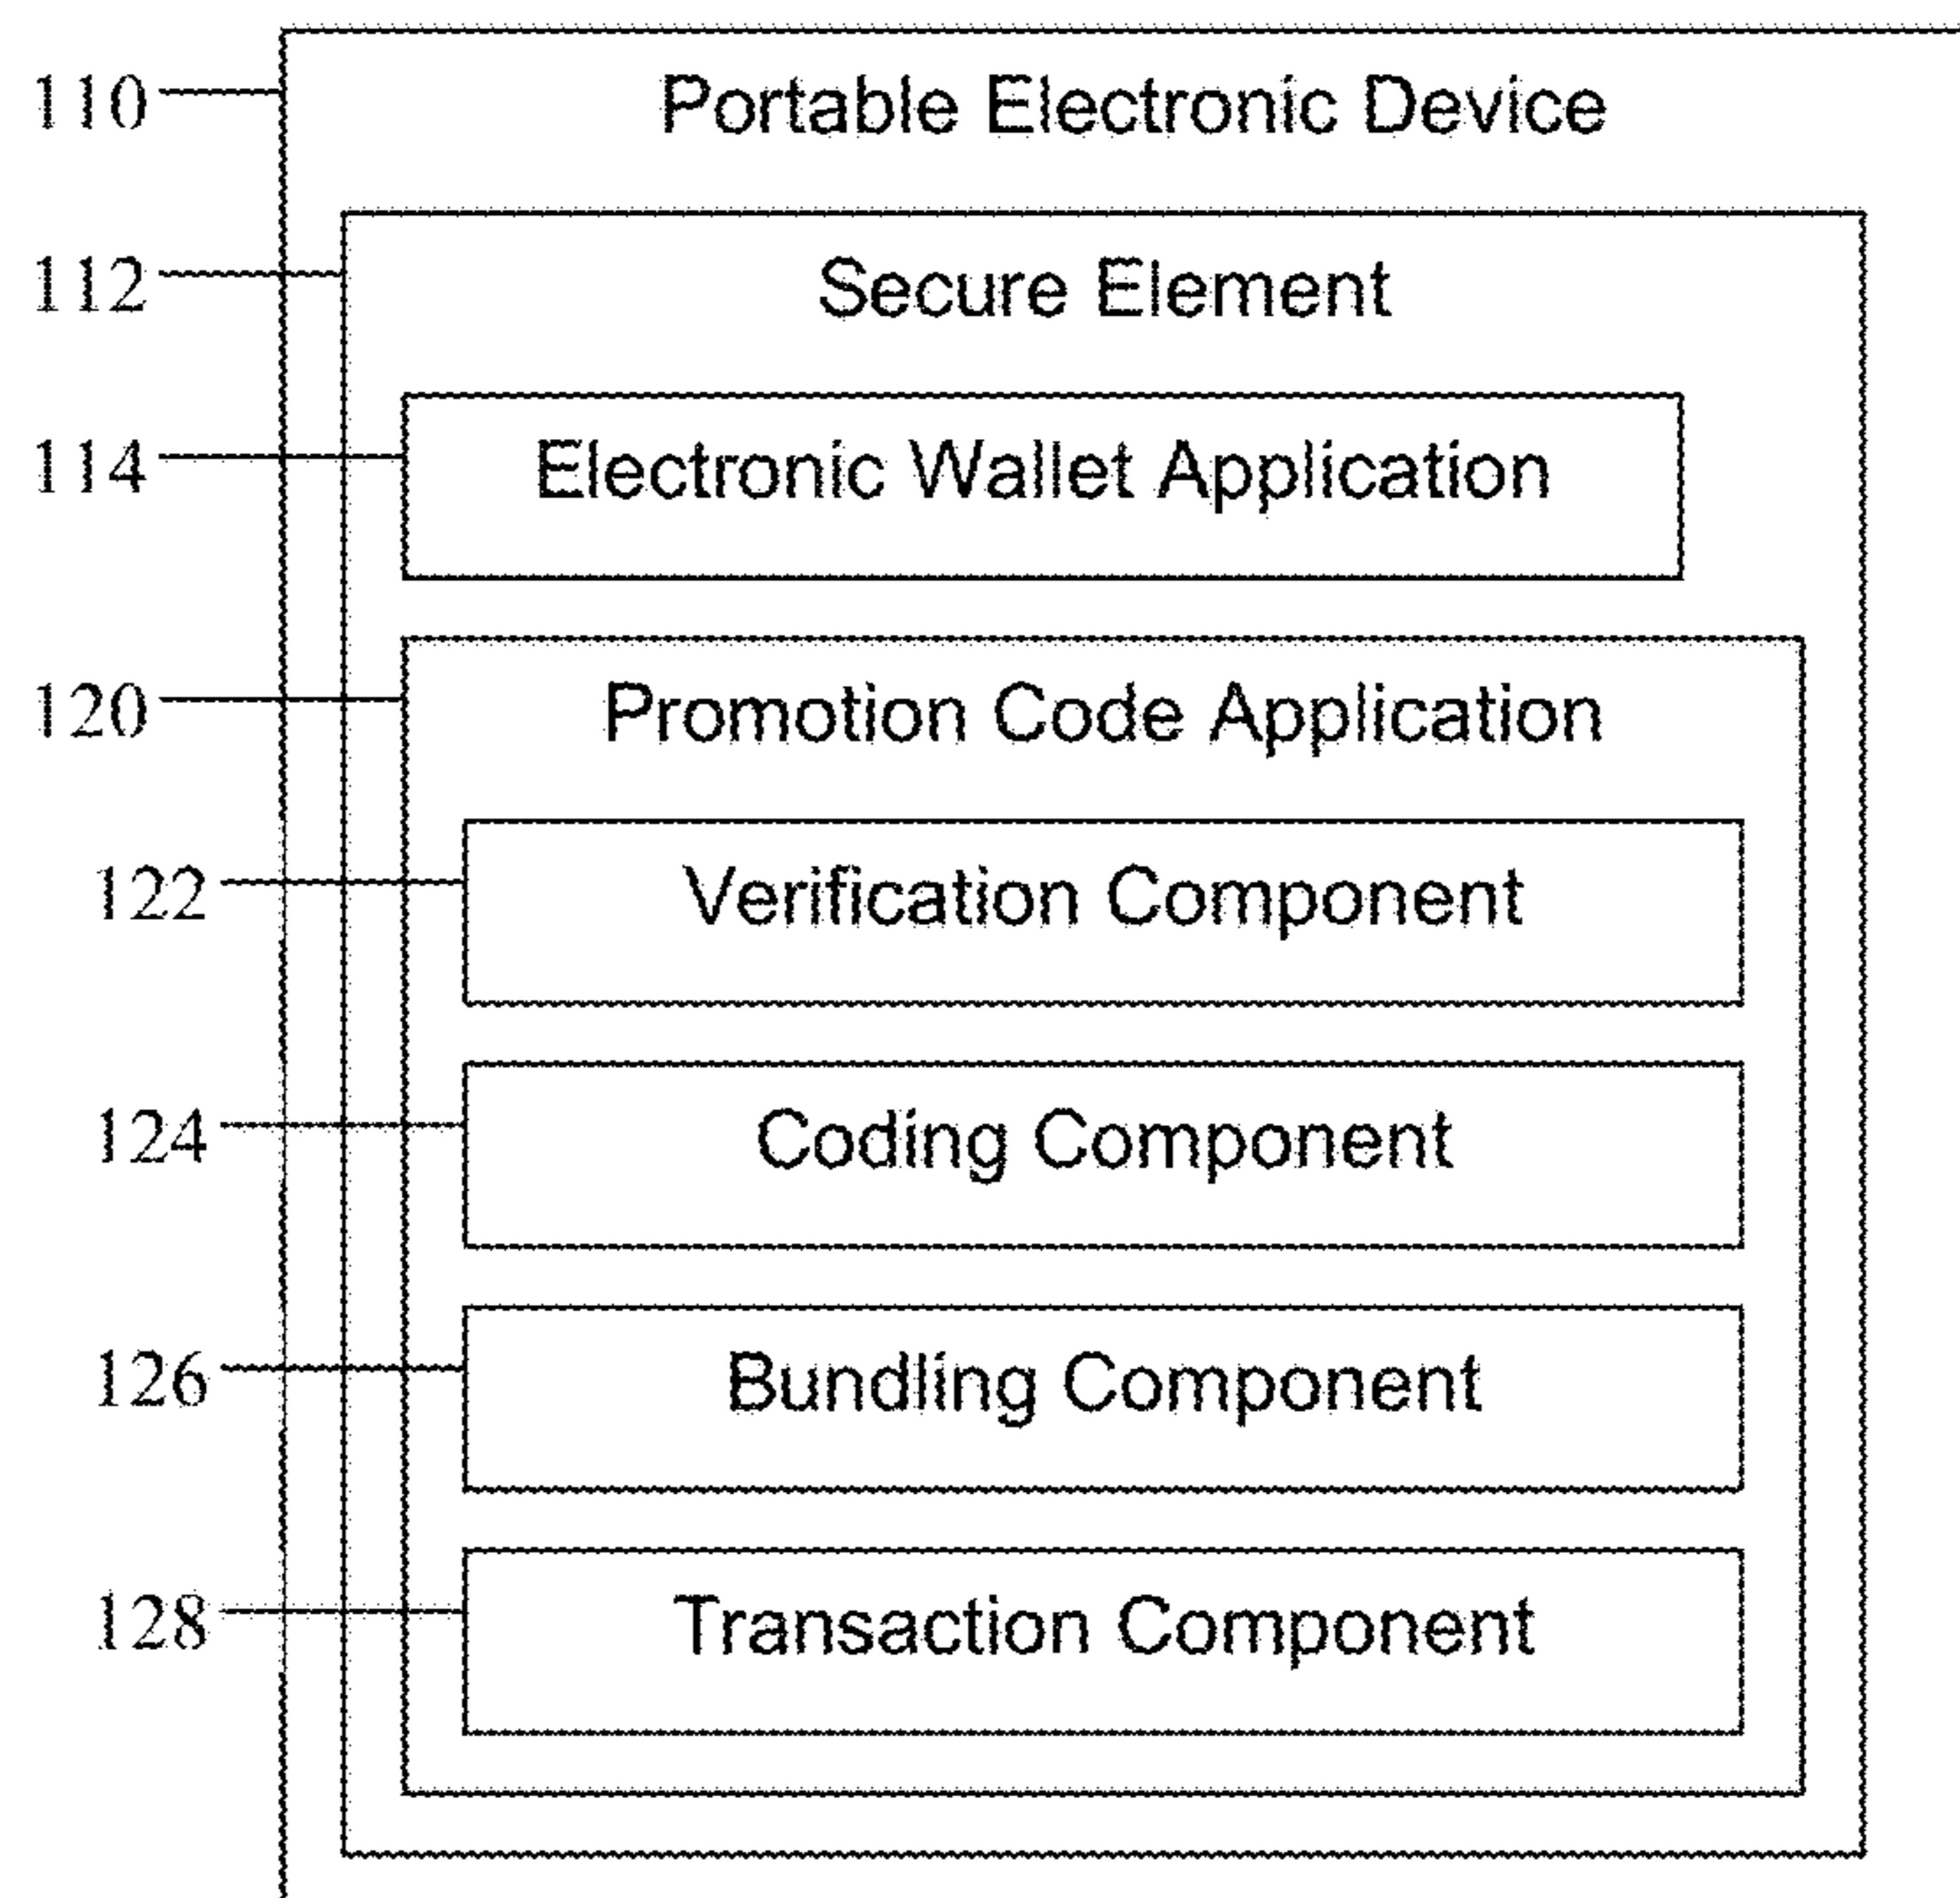 110 Portable Electronic Device
112 Secure Element
114 Electronic Wallet Application
120 Promotion Code Application
122 Verification Component
124 Coding Component
126 Bundling Component
128 Transaction Component